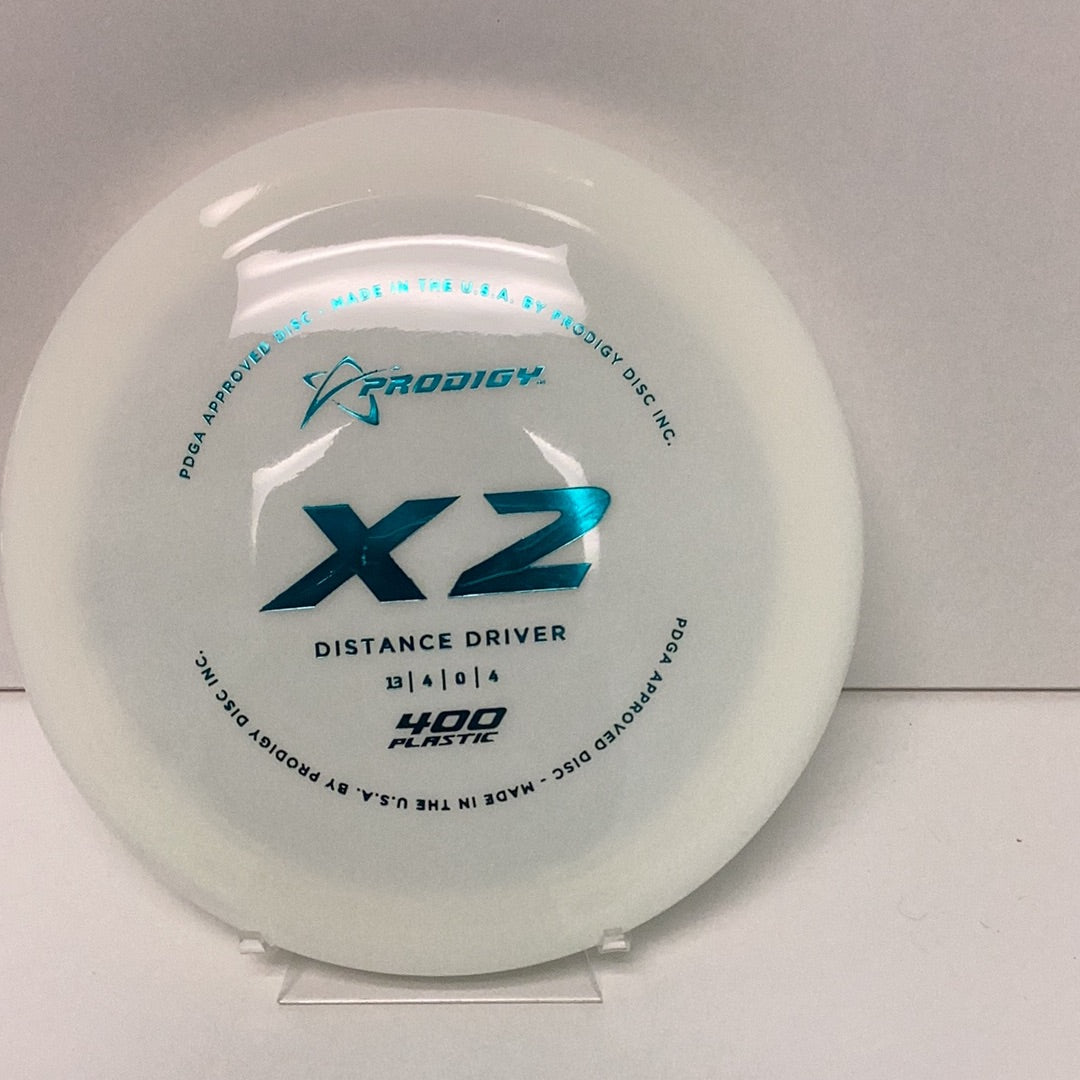 PDGA APPROVED DISC - MADE IN THE U.S.A. BY PRODIGY DISC INC.
PRODIGY
X2
DISTANCE DRIVER
13 | 4 | 0 | 4
400
PLASTIC
PDGA APPROVED DISC - MADE IN THE U.S.A. BY PRODIGY DISC INC.